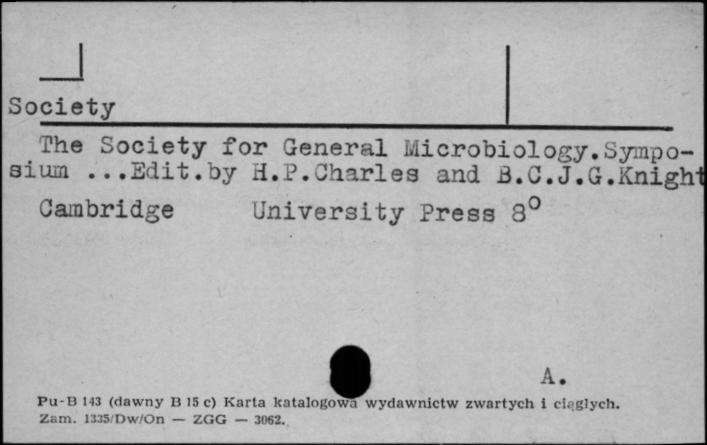 Society
The Society for General Microbiology.Sympo-
sium ...Edit.by H.P.Charles and B.C.J.G.Knight
Cambridge University Press 8°
A.
Pu-B 143 (dawny B 15 c) Karta katalogowa wydawnictw zwartych i ciągłych.
Zam. 1335/Dw/On — ZGG — 3062.